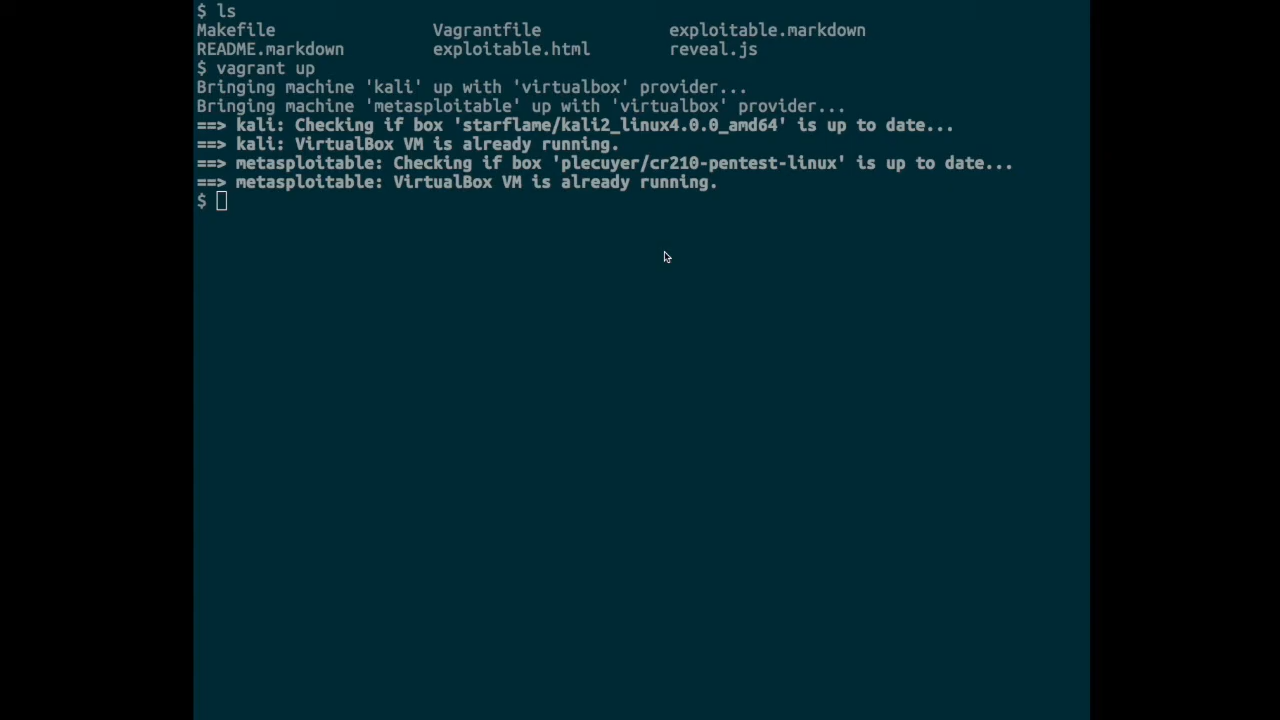 $ ls
Makefile Vagrantfile exploitable.markdown
README.markdown exploitable.html reveal.js
$ vagrant up
Bringing machine 'kali' up with 'virtualbox' provider...
Bringing machine 'metasploitable' up with 'virtualbox' provider...
==> kali: Checking if box 'starflame/kali2_linux4.0.0_amd64' is up to date...
==> kali: VirtualBox VM is already running.
==> metasploitable: Checking if box 'plecuyer/cr210-pentest-linux' is up to date...
==> metasploitable: VirtualBox VM is already running.
$